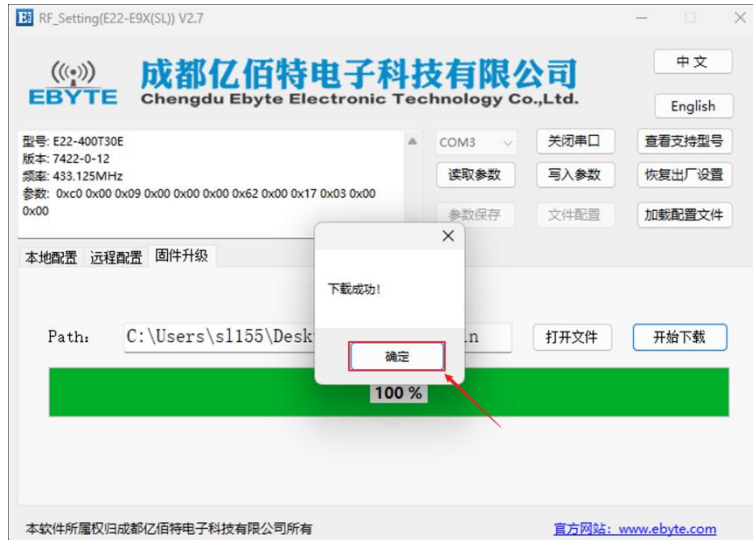 RF_Setting(E22-E9X(SL)) V2.7
中文
EBYTE
成都亿佰特电子科技有限公司
Chengdu Ebyte Electronic Technology Co.,Ltd.
English
型号: E22-400T30E
版本: 7422-0-12
频率: 433.125MHz
参数: 0xc0 0x00 0x09 0x00 0x00 0x00 0x62 0x00 0x17 0x03 0x00
0x00
COM3
关闭串口
查看支持型号
读取参数
写入参数
恢复出厂设置
参数保存
文件配置
加载配置文件
本地配置 远程配置 固件升级
下载成功!
Path: C:\Users\sl155\Desk
打开文件
开始下载
确定
100 %
本软件所属权归成都亿佰特电子科技有限公司所有
官方网站: www.ebyte.com